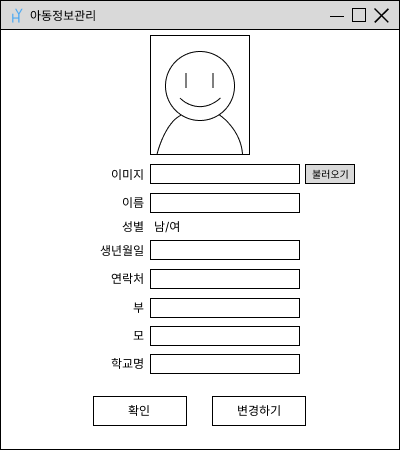 HY 아동정보관리
이미지 불러오기
이름
성별 남/여
생년월일
연락처
부
모
학교명
확인 변경하기